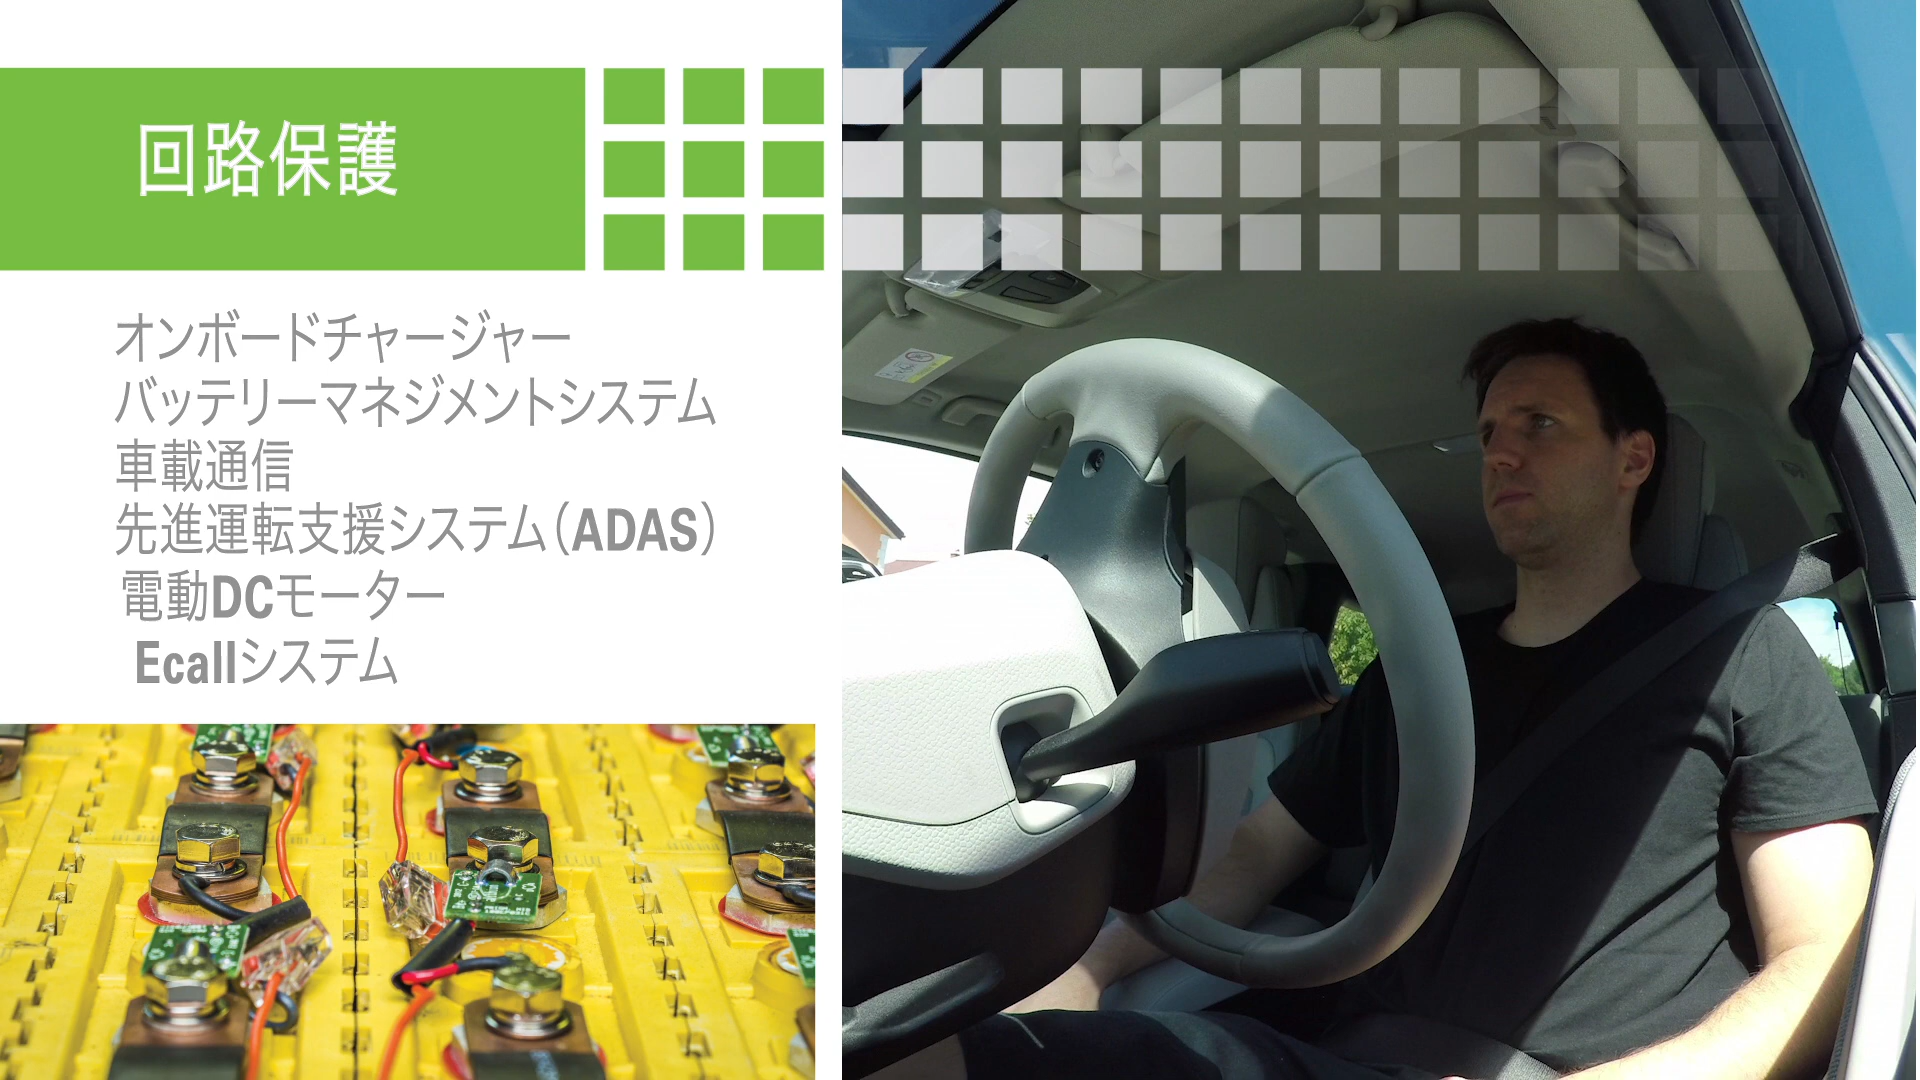 回路保護
オンボードチャージャー
バッテリーマネジメントシステム
車載通信
先進運転支援システム（ADAS）
電動DCモーター
Ecallシステム